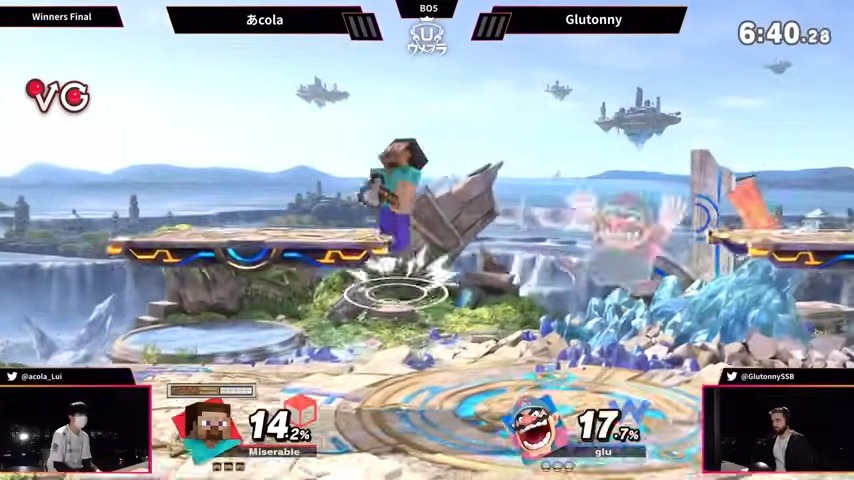 Winners Final
あcola
BO5
Glutonny
6:40.28
U
ウメブラ
VG
@acola_Lui
@GlutonnySSB
14.2%
17.7%
Miserable
glu